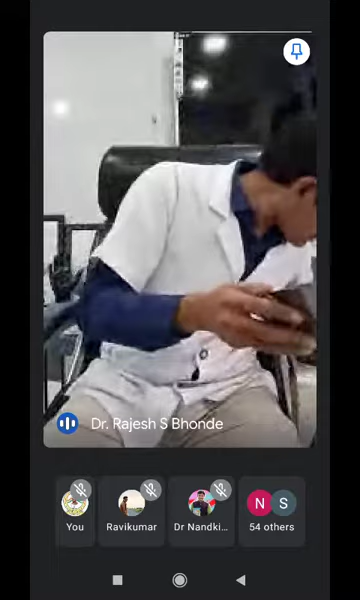 Dr. Rajesh S Bhonde
You
Ravikumar
Dr Nandki...
N
S
54 others